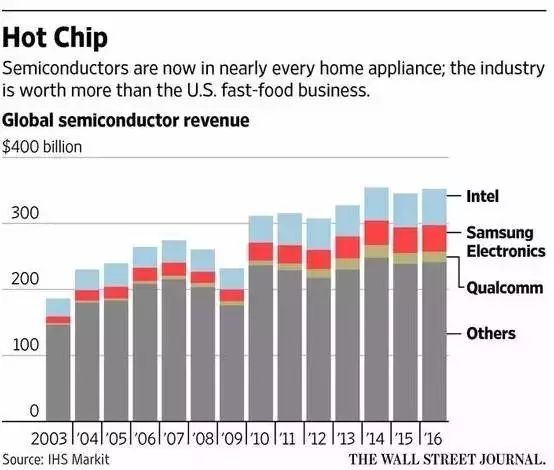 Hot Chip
Semiconductors are now in nearly every home appliance; the industry
is worth more than the U.S. fast-food business.
Global semiconductor revenue
$400 billion
300
200
100
0
Intel
Samsung
Electronics
Qualcomm
Others
2003 '04 '05 '06 '07 '08 '09 '10 '11 '12 '13 '14 '15 '16
Source: IHS Markit
THE WALL STREET JOURNAL.